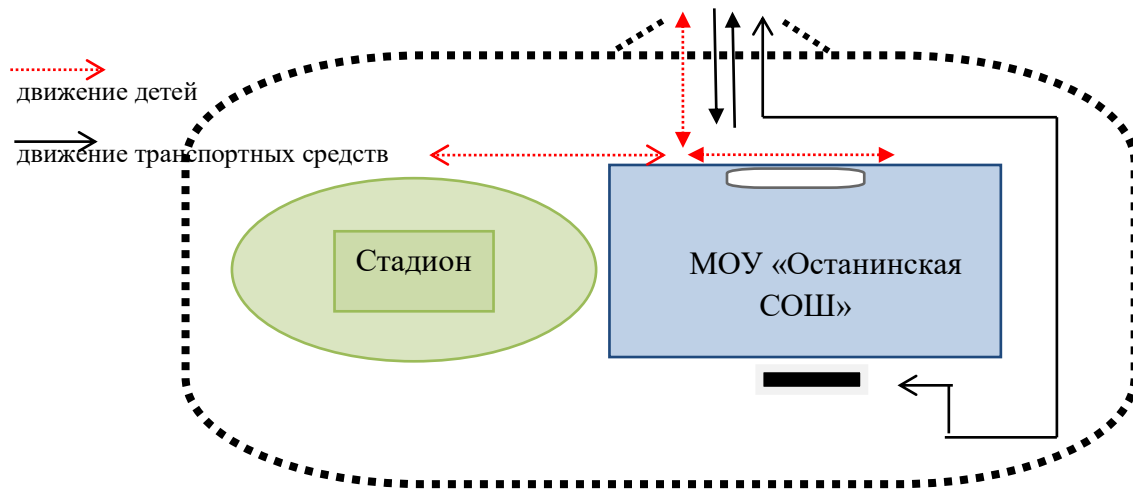 движение детей
движение транспортных средств
Стадион
МОУ «Останинская
СОШ»